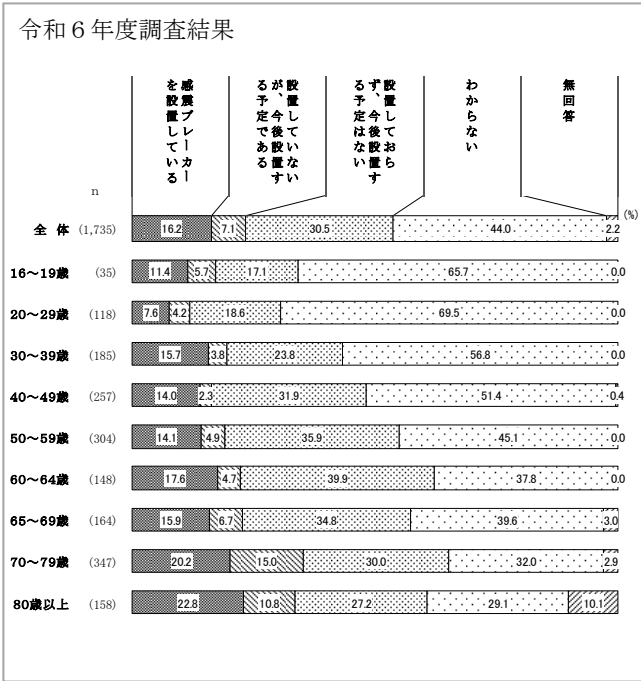 令和６年度調査結果
感震ブレーカー
を設置している
設置していない
が、今後設置す
る予定である
設置しておら
ず、今後設置す
る予定はない
わからない
無回答
n
(%)
全 体 (1,735) 16.2 7.1 30.5 44.0 2.2
16～19歳 (35) 11.4 5.7 17.1 65.7 0.0
20～29歳 (118) 7.6 4.2 18.6 69.5 0.0
30～39歳 (185) 15.7 3.8 23.8 56.8 0.0
40～49歳 (257) 14.0 2.3 31.9 51.4 0.4
50～59歳 (304) 14.1 4.9 35.9 45.1 0.0
60～64歳 (148) 17.6 4.7 39.9 37.8 0.0
65～69歳 (164) 15.9 6.7 34.8 39.6 3.0
70～79歳 (347) 20.2 15.0 30.0 32.0 2.9
80歳以上 (158) 22.8 10.8 27.2 29.1 10.1